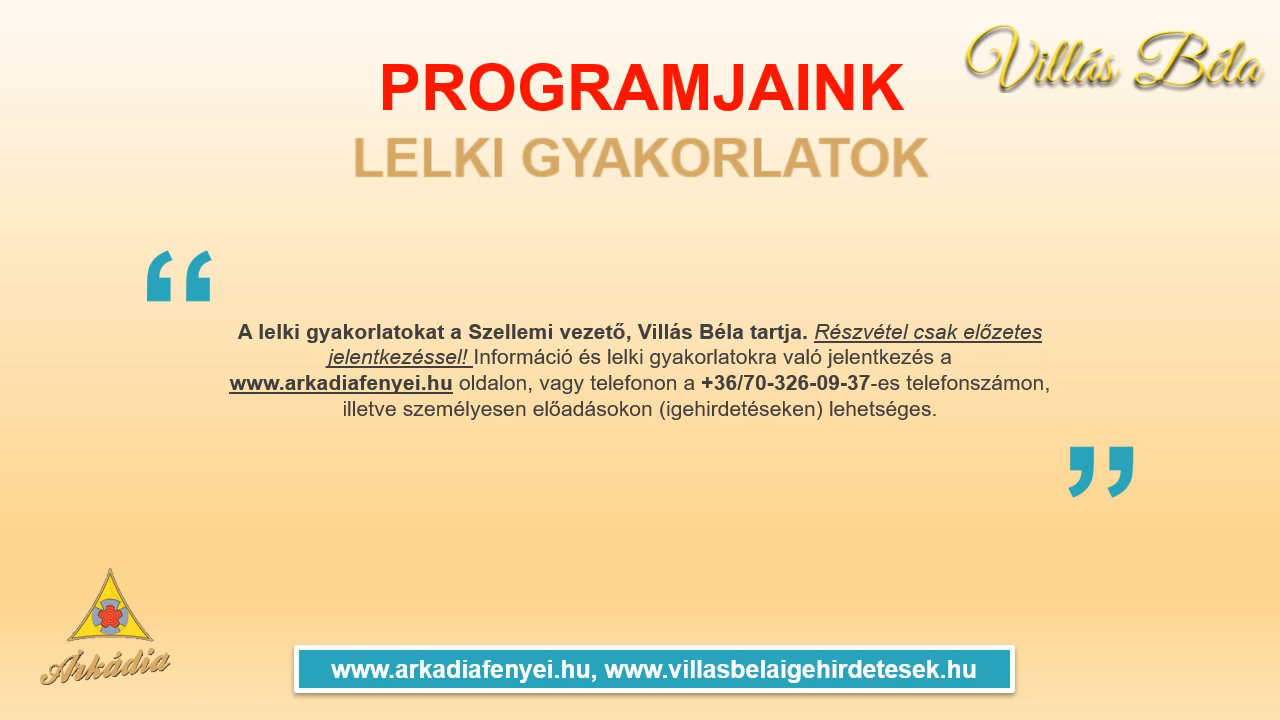 Villás Béla
PROGRAMJAINK
LELKI GYAKORLATOK
“
A lelki gyakorlatokat a Szellemi vezető, Villás Béla tartja. Részvétel csak előzetes
jelentkezéssel! Információ és lelki gyakorlatokra való jelentkezés a
www.arkadiafenyei.hu oldalon, vagy telefonon a +36/70-326-09-37-es telefonszámon,
illetve személyesen előadásokon (igehirdetéseken) lehetséges.
”
Árkádia
www.arkadiafenyei.hu, www.villasbelaigehirdetesek.hu